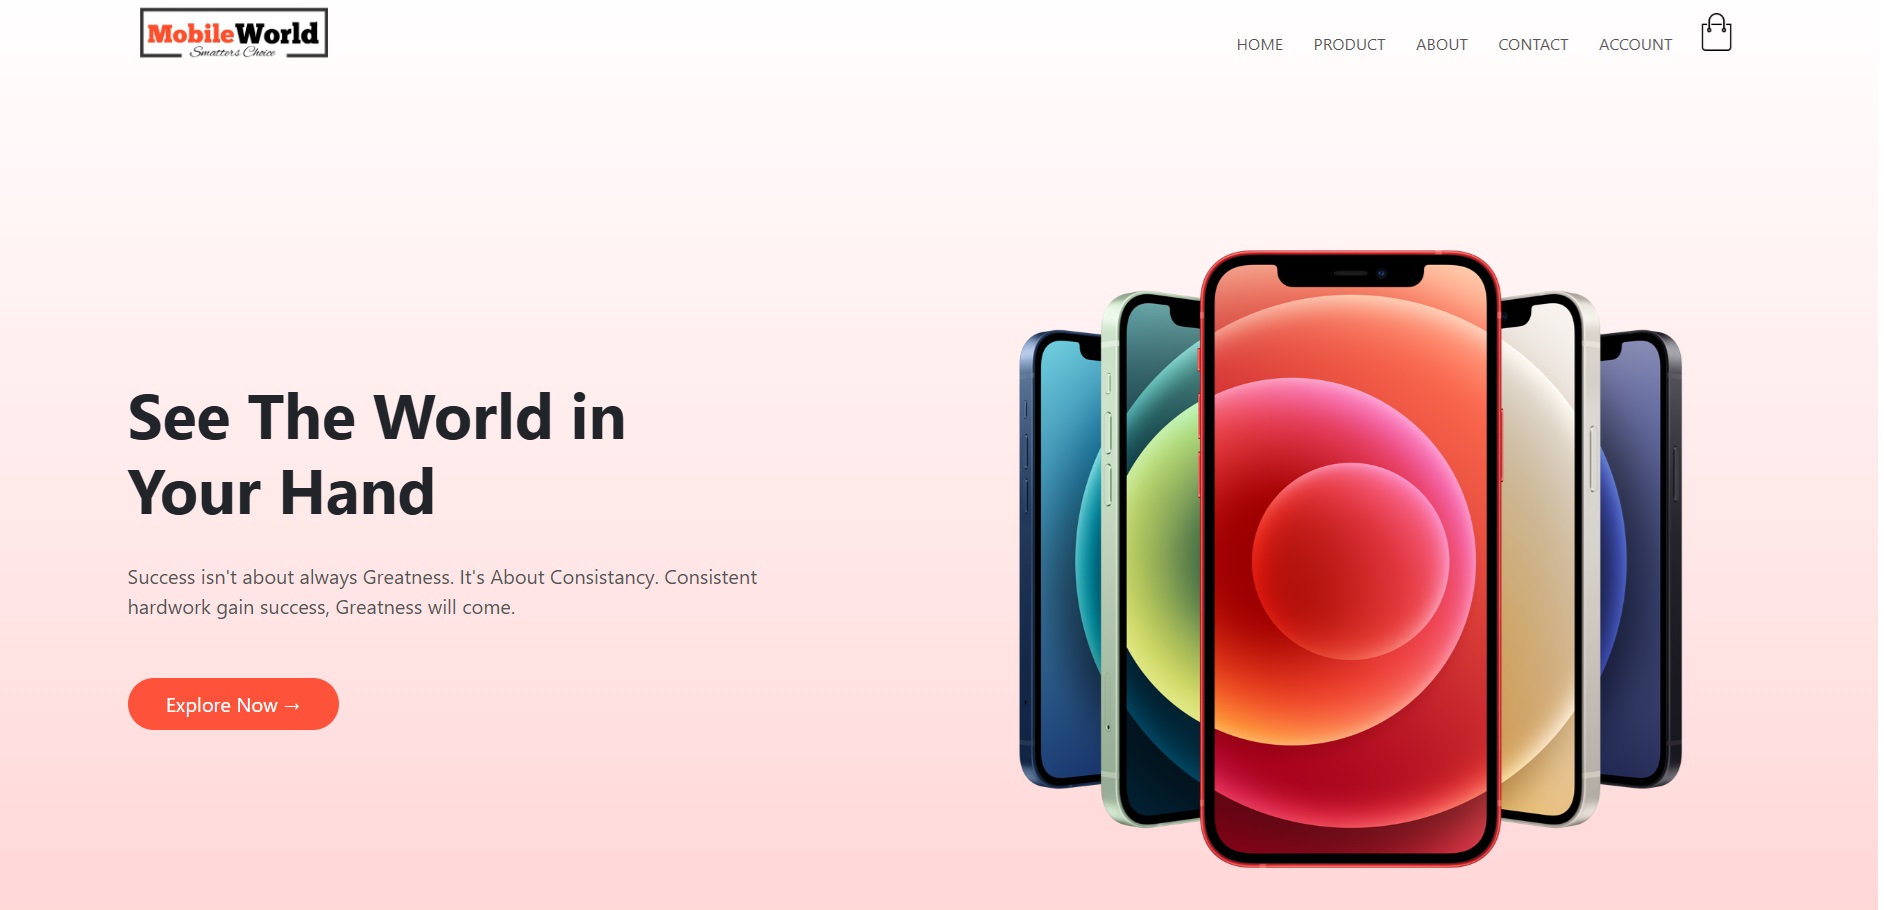 MobileWorld
Smatter's Choice
HOME PRODUCT ABOUT CONTACT ACCOUNT
See The World in
Your Hand
Success isn't about always Greatness. It's About Consistancy. Consistent
hardwork gain success, Greatness will come.
Explore Now →